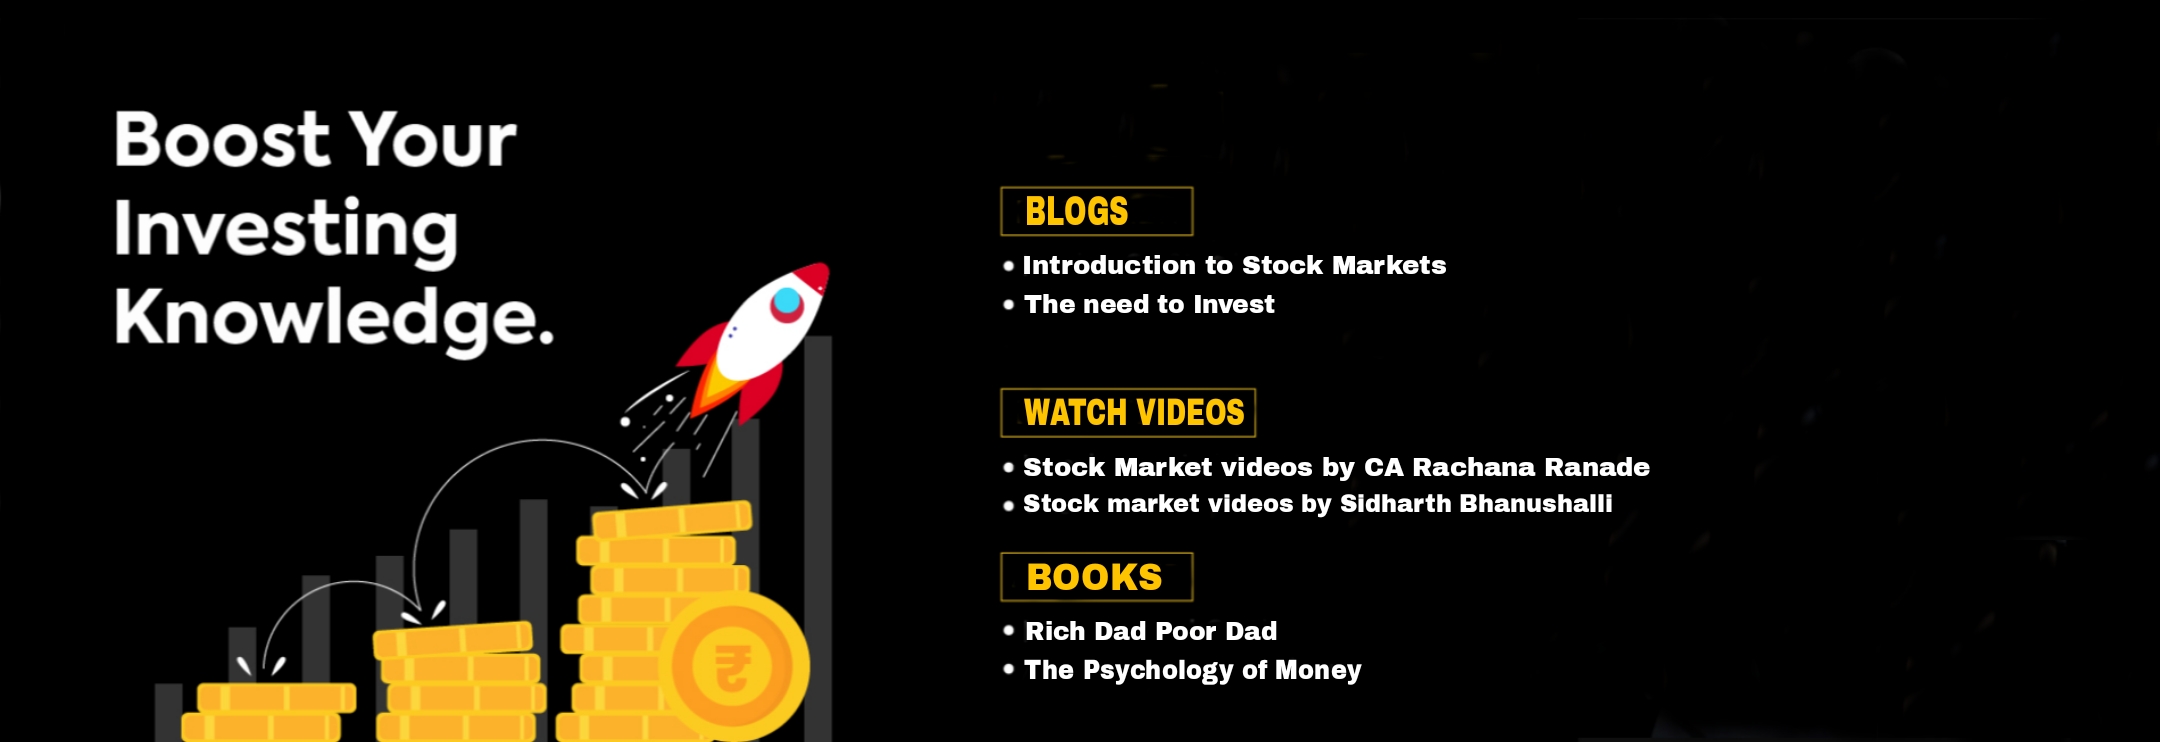 Boost Your
Investing
Knowledge.
BLOGS
Introduction to Stock Markets
The need to Invest
WATCH VIDEOS
Stock Market videos by CA Rachana Ranade
Stock market videos by Sidharth Bhanushalli
BOOKS
Rich Dad Poor Dad
The Psychology of Money
₹